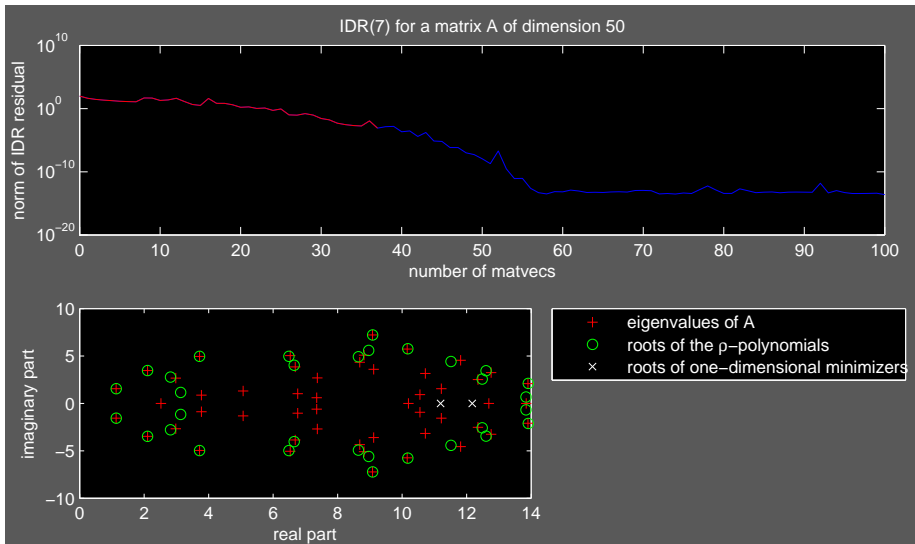 IDR(7) for a matrix A of dimension 50
10^10
10^0
10^−10
10^−20
norm of IDR residual
0 10 20 30 40 50 60 70 80 90 100
number of matvecs
10
5
0
−5
−10
imaginary part
0 2 4 6 8 10 12 14
real part
eigenvalues of A
roots of the ρ−polynomials
roots of one−dimensional minimizers